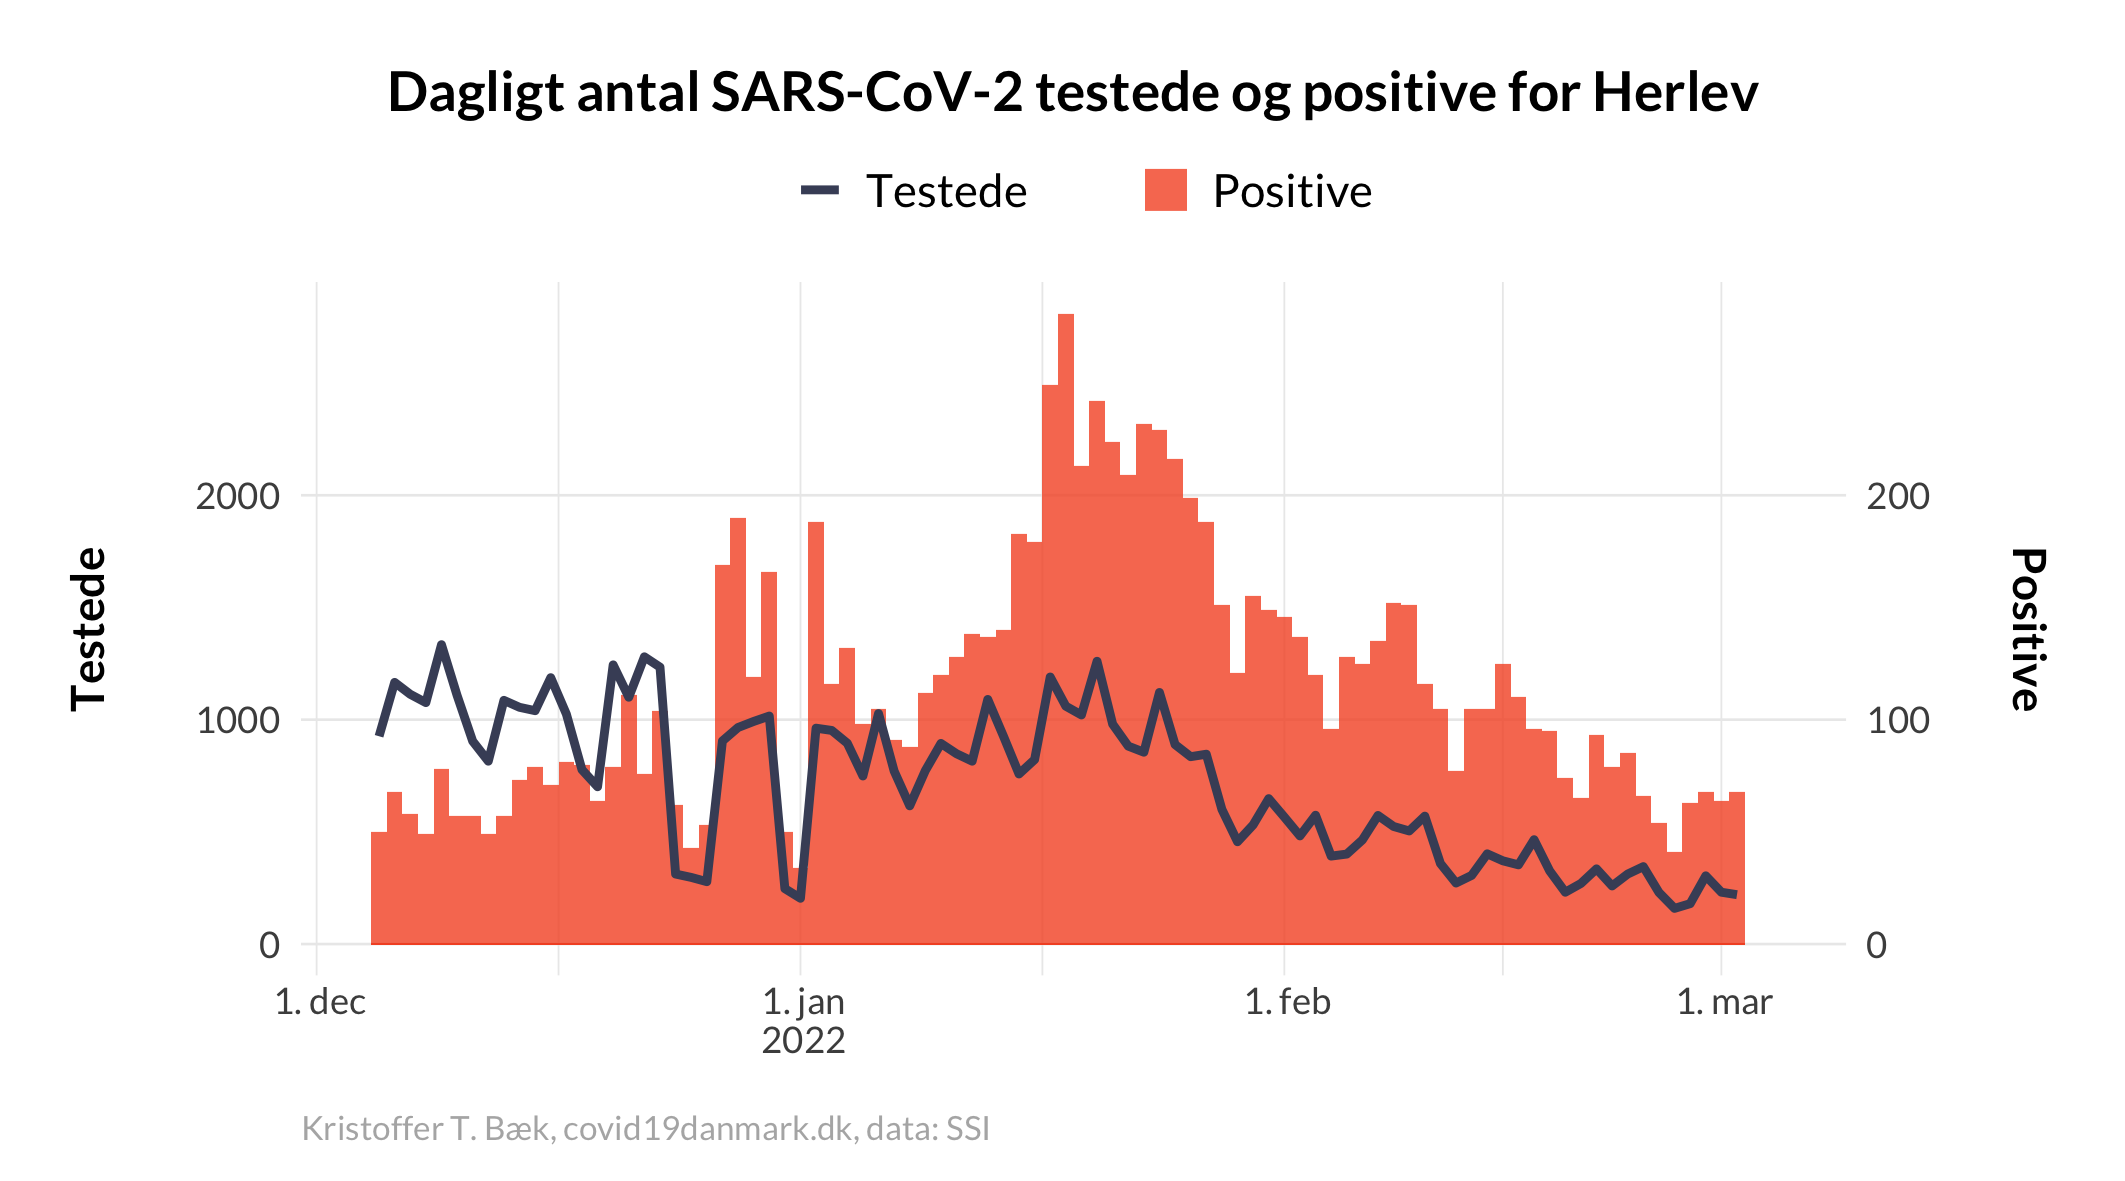 Dagligt antal SARS-CoV-2 testede og positive for Herlev
Testede
Positive
Testede
2000
1000
0
Positive
200
100
0
1. dec
1. jan
2022
1. feb
1. mar
Kristoffer T. Bæk, covid19danmark.dk, data: SSI